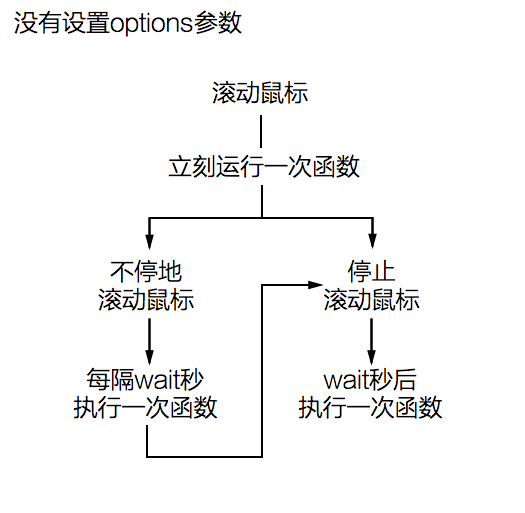 没有设置options参数
滚动鼠标
立刻运行一次函数
不停地
滚动鼠标
停止
滚动鼠标
每隔wait秒
执行一次函数
wait秒后
执行一次函数